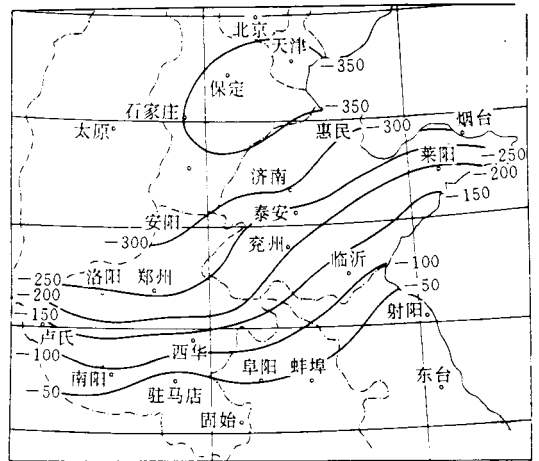 北京
天津
-350
保定
石家庄
-350
太原
惠民
-300
烟台
莱阳
-250
济南
-200
泰安
-150
安阳
兖州
-300
临沂
-100
-250
洛阳 郑州
-50
-200
-150
射阳
卢氏
西华
-100
南阳
阜阳 蚌埠
东台
-50
驻马店
固始